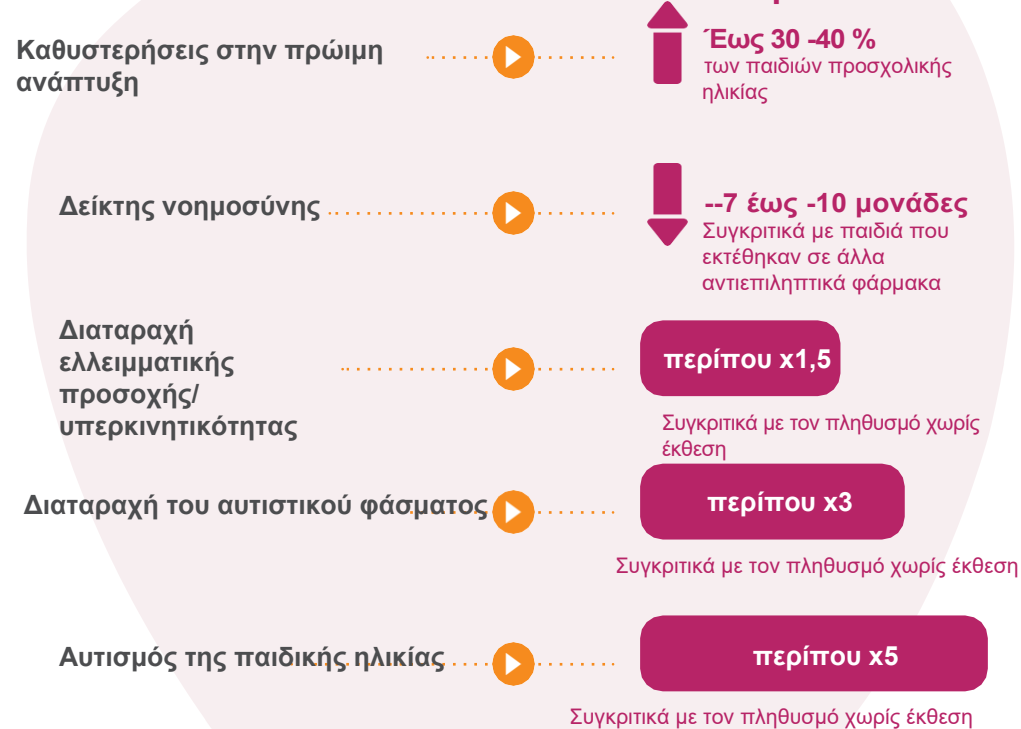 Καθυστερήσεις στην πρώιμη
ανάπτυξη
Έως 30 -40 %
των παιδιών προσχολικής
ηλικίας
Δείκτης νοημοσύνης
--7 έως -10 μονάδες
Συγκριτικά με παιδιά που
εκτέθηκαν σε άλλα
αντιεπιληπτικά φάρμακα
Διαταραχή
ελλειμματικής
προσοχής/
υπερκινητικότητας
περίπου x1,5
Συγκριτικά με τον πληθυσμό χωρίς
έκθεση
Διαταραχή του αυτιστικού φάσματος
περίπου x3
Συγκριτικά με τον πληθυσμό χωρίς έκθεση
Αυτισμός της παιδικής ηλικίας
περίπου x5
Συγκριτικά με τον πληθυσμό χωρίς έκθεση